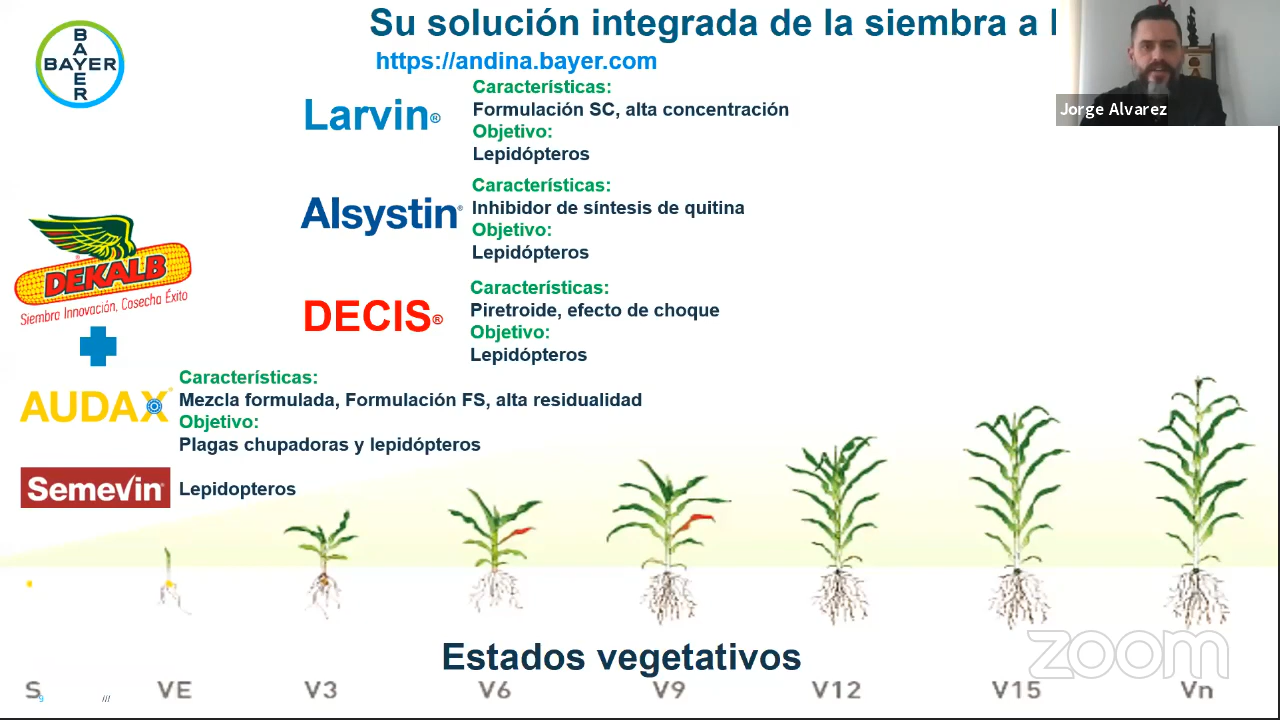 Su solución integrada de la siembra a l
https://andina.bayer.com
BAYER
BAYER
Jorge Alvarez
Larvin®
Características:
Formulación SC, alta concentración
Objetivo:
Lepidópteros
Alsystin®
Características:
Inhibidor de síntesis de quitina
Objetivo:
Lepidópteros
DEKALB
Siembra Innovación, Cosecha Éxito
DECIS®
Características:
Piretroide, efecto de choque
Objetivo:
Lepidópteros
AUDAX®
Características:
Mezcla formulada, Formulación FS, alta residualidad
Objetivo:
Plagas chupadoras y lepidópteros
Semevin®
Lepidopteros
Estados vegetativos
zoom
S VE V3 V6 V9 V12 V15 Vn
9 ///